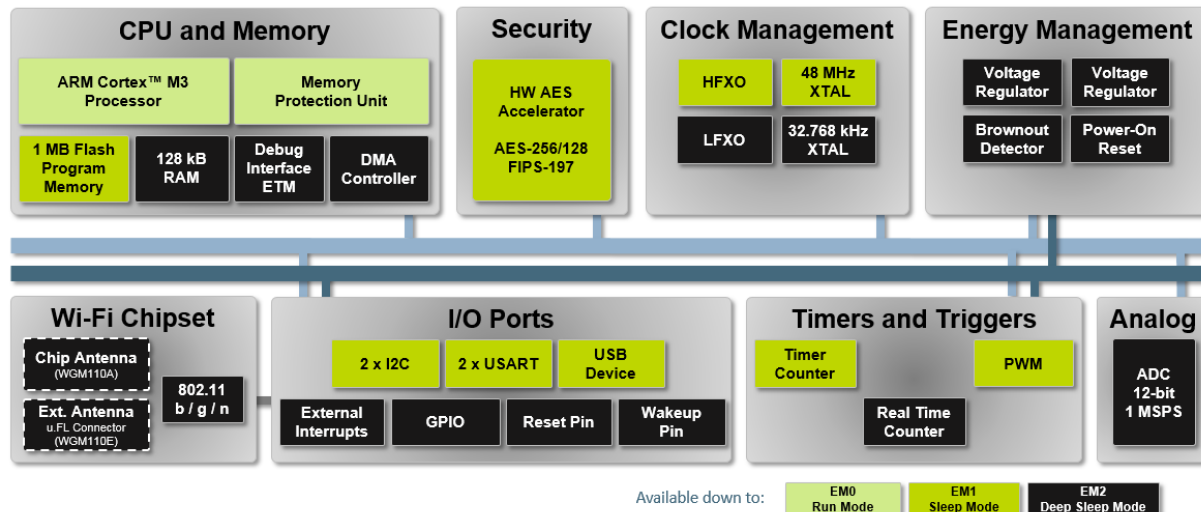 CPU and Memory
ARM Cortex™ M3
Processor
Memory
Protection Unit
1 MB Flash
Program
Memory
128 kB
RAM
Debug
Interface
ETM
DMA
Controller
Security
HW AES
Accelerator
AES-256/128
FIPS-197
Clock Management
HFXO
48 MHz
XTAL
LFXO
32.768 kHz
XTAL
Energy Management
Voltage
Regulator
Voltage
Regulator
Brownout
Detector
Power-On
Reset
Wi-Fi Chipset
Chip Antenna
(WGM110A)
Ext. Antenna
u.FL Connector
(WGM110E)
802.11
b / g / n
I/O Ports
2 x I2C
2 x USART
USB
Device
External
Interrupts
GPIO
Reset Pin
Wakeup
Pin
Timers and Triggers
Timer
Counter
PWM
Real Time
Counter
Analog
ADC
12-bit
1 MSPS
Available down to:
EM0
Run Mode
EM1
Sleep Mode
EM2
Deep Sleep Mode